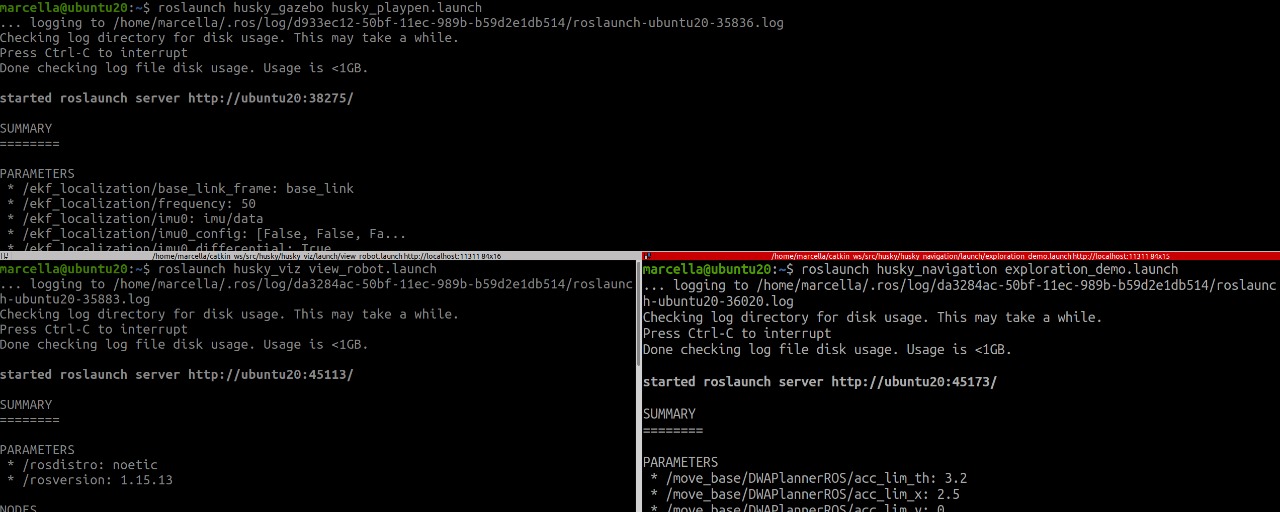 marcella@ubuntu20:~$ roslaunch husky_gazebo husky_playpen.launch
... logging to /home/marcella/.ros/log/d933ec12-50bf-11ec-989b-b59d2e1db514/roslaunch-ubuntu20-35836.log
Checking log directory for disk usage. This may take a while.
Press Ctrl-C to interrupt
Done checking log file disk usage. Usage is <1GB.
started roslaunch server http://ubuntu20:38275/
SUMMARY
========
PARAMETERS
* /ekf_localization/base_link_frame: base_link
* /ekf_localization/frequency: 50
* /ekf_localization/imu0: imu/data
* /ekf_localization/imu0_config: [False, False, Fa...
* /ekf_localization/imu0_differential: True
/home/marcella/catkin_ws/src/husky/husky_viz/launch/view_robot.launch http://localhost:11311 84x16
marcella@ubuntu20:~$ roslaunch husky_viz view_robot.launch
... logging to /home/marcella/.ros/log/da3284ac-50bf-11ec-989b-b59d2e1db514/roslaunc
h-ubuntu20-35883.log
Checking log directory for disk usage. This may take a while.
Press Ctrl-C to interrupt
Done checking log file disk usage. Usage is <1GB.
started roslaunch server http://ubuntu20:45113/
SUMMARY
========
PARAMETERS
* /rosdistro: noetic
* /rosversion: 1.15.13
NODES
/home/marcella/catkin_ws/src/husky/husky_navigation/launch/exploration_demo.launch http://localhost:11311 84x15
marcella@ubuntu20:~$ roslaunch husky_navigation exploration_demo.launch
... logging to /home/marcella/.ros/log/da3284ac-50bf-11ec-989b-b59d2e1db514/roslaunc
h-ubuntu20-36020.log
Checking log directory for disk usage. This may take a while.
Press Ctrl-C to interrupt
Done checking log file disk usage. Usage is <1GB.
started roslaunch server http://ubuntu20:45173/
SUMMARY
========
PARAMETERS
* /move_base/DWAPlannerROS/acc_lim_th: 3.2
* /move_base/DWAPlannerROS/acc_lim_x: 2.5
* /move_base/DWAPlannerROS/acc_lim_y: 0